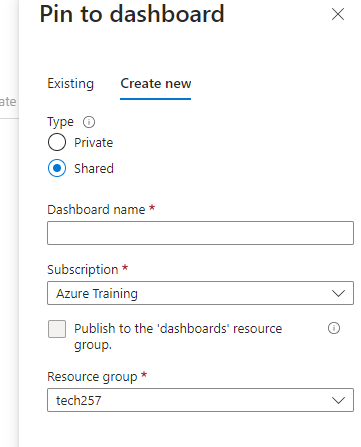 Pin to dashboard
ate
Existing Create new
Type
Private
Shared
Dashboard name *
Subscription *
Azure Training
Publish to the 'dashboards' resource
group.
Resource group *
tech257